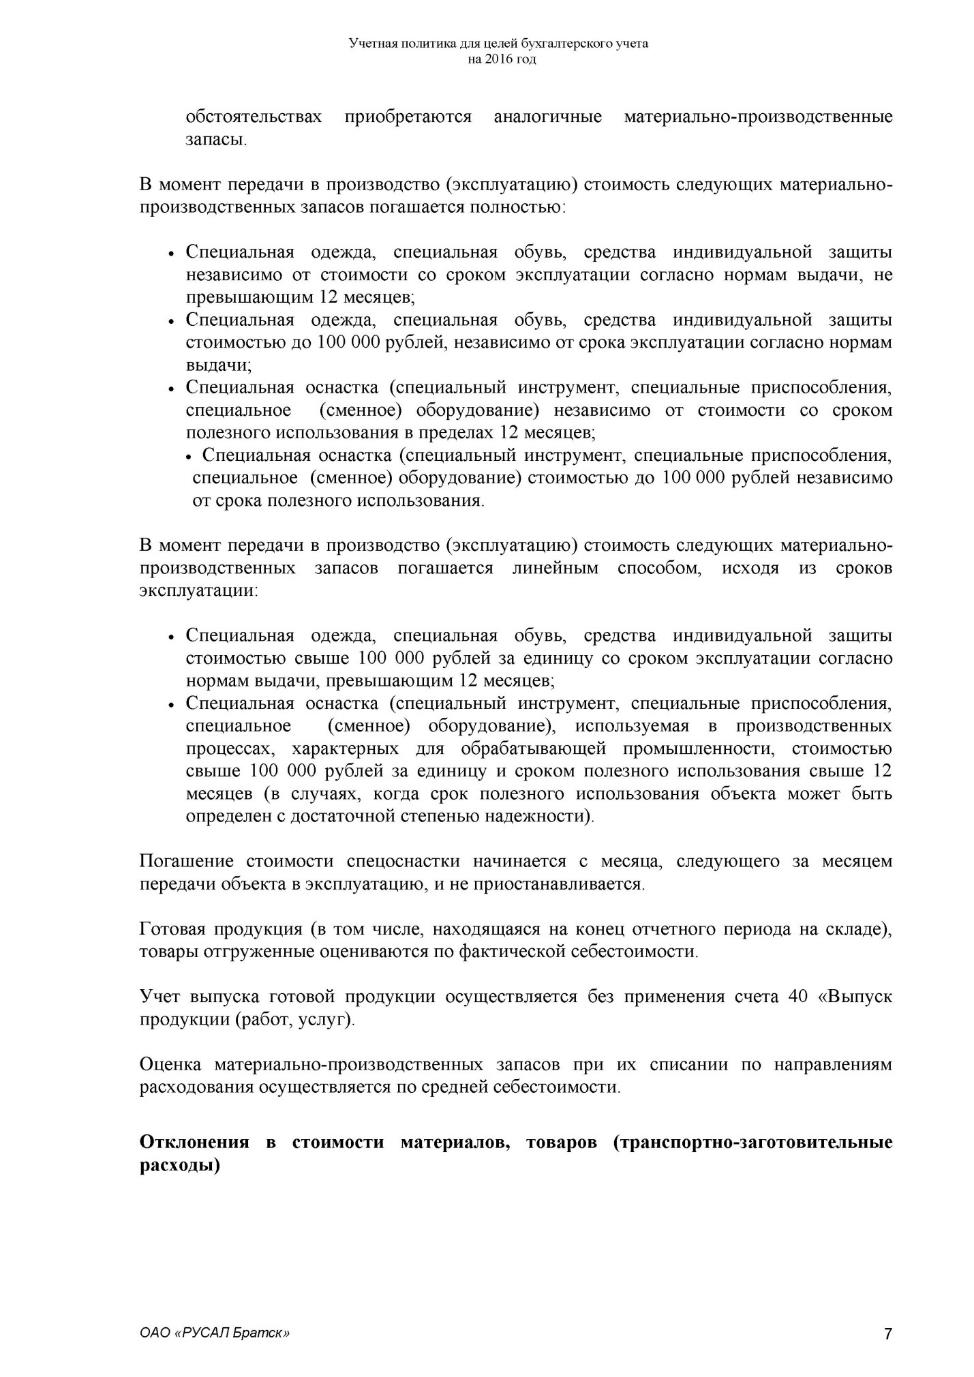 Учетная политика для целей бухгалтерского учета
на 2016 год
обстоятельствах приобретаются аналогичные материально-производственные
запасы.
В момент передачи в производство (эксплуатацию) стоимость следующих материально-
производственных запасов погашается полностью:
• Специальная одежда, специальная обувь, средства индивидуальной защиты
независимо от стоимости со сроком эксплуатации согласно нормам выдачи, не
превышающим 12 месяцев;
• Специальная одежда, специальная обувь, средства индивидуальной защиты
стоимостью до 100 000 рублей, независимо от срока эксплуатации согласно нормам
выдачи;
• Специальная оснастка (специальный инструмент, специальные приспособления,
специальное (сменное) оборудование) независимо от стоимости со сроком
полезного использования в пределах 12 месяцев;
• Специальная оснастка (специальный инструмент, специальные приспособления,
специальное (сменное) оборудование) стоимостью до 100 000 рублей независимо
от срока полезного использования.
В момент передачи в производство (эксплуатацию) стоимость следующих материально-
производственных запасов погашается линейным способом, исходя из сроков
эксплуатации:
• Специальная одежда, специальная обувь, средства индивидуальной защиты
стоимостью свыше 100 000 рублей за единицу со сроком эксплуатации согласно
нормам выдачи, превышающим 12 месяцев;
• Специальная оснастка (специальный инструмент, специальные приспособления,
специальное (сменное) оборудование), используемая в производственных
процессах, характерных для обрабатывающей промышленности, стоимостью
свыше 100 000 рублей за единицу и сроком полезного использования свыше 12
месяцев (в случаях, когда срок полезного использования объекта может быть
определен с достаточной степенью надежности).
Погашение стоимости спецоснастки начинается с месяца, следующего за месяцем
передачи объекта в эксплуатацию, и не приостанавливается.
Готовая продукция (в том числе, находящаяся на конец отчетного периода на складе),
товары отгруженные оцениваются по фактической себестоимости.
Учет выпуска готовой продукции осуществляется без применения счета 40 «Выпуск
продукции (работ, услуг).
Оценка материально-производственных запасов при их списании по направлениям
расходования осуществляется по средней себестоимости.
Отклонения в стоимости материалов, товаров (транспортно-заготовительные
расходы)
ОАО «РУСАЛ Братск»
7